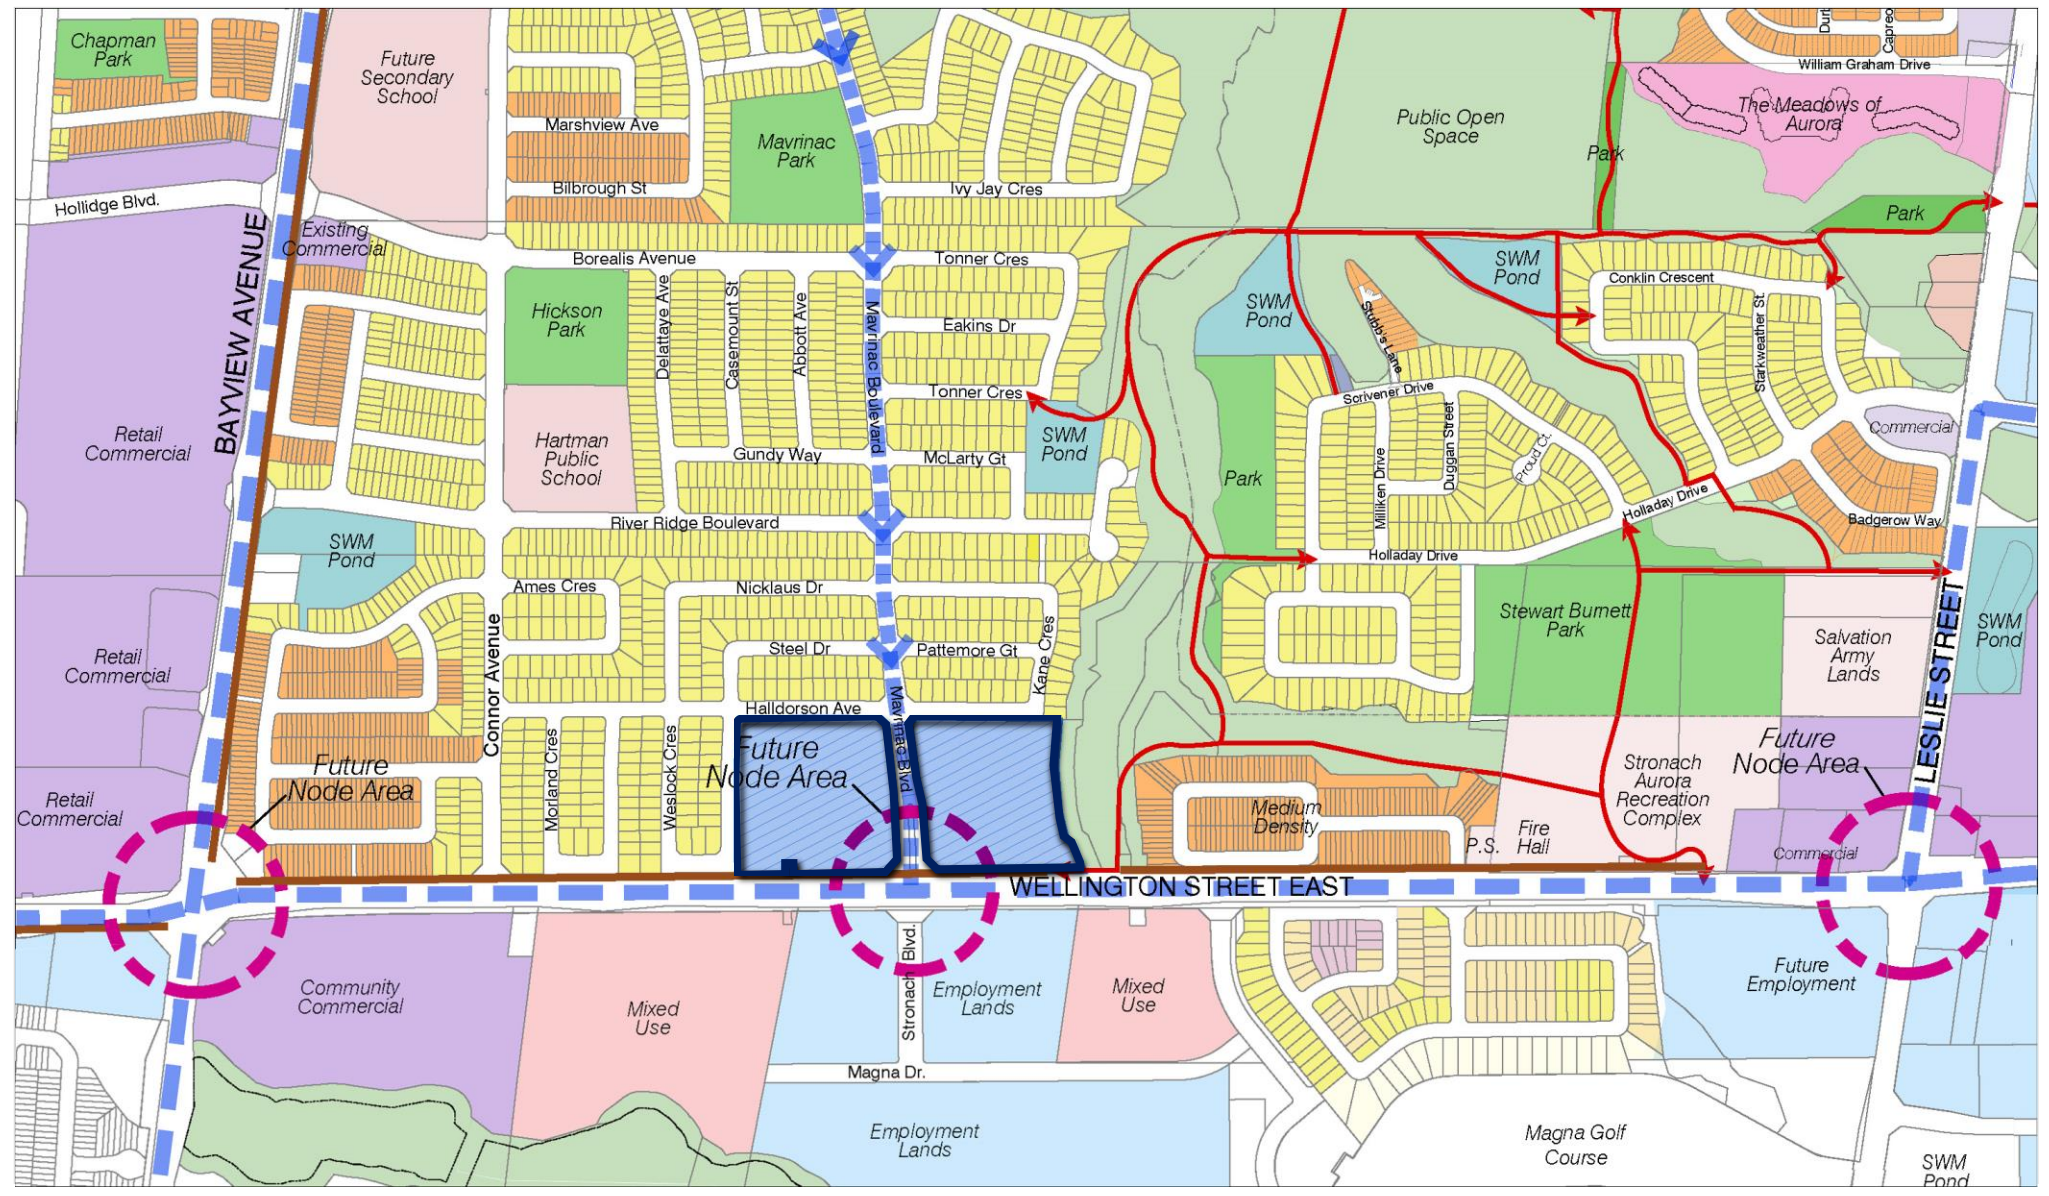 Chapman
Park
Future
Secondary
School
Marshview Ave
Bilbrough St
Mavrinac
Park
Ivy Jay Cres
Public Open
Space
Park
William Graham Drive
The Meadows of
Aurora
Park
Hollidge Blvd.
Existing
Commercial
BAYVIEW AVENUE
Borealis Avenue
Tonner Cres
Hickson
Park
Delattaye Ave
Casemount St
Abbott Ave
Mavrinac Boulevard
Eakins Dr
Tonner Cres
SWM
Pond
SWM
Pond
Conklin Crescent
Starkweather St.
Stubb's Lane
Scrivener Drive
Retail
Commercial
Hartman
Public
School
Gundy Way
McLarty Gt
SWM
Pond
Park
Milliken Drive
Duggan Street
Proud Ct.
Commercial
Holladay Drive
Badgerow Way
River Ridge Boulevard
SWM
Pond
Holladay Drive
Ames Cres
Nicklaus Dr
Stewart Burnett
Park
Salvation
Army
Lands
SWM
Pond
LESLIE STREET
Retail
Commercial
Connor Avenue
Steel Dr
Pattemore Gt
Kane Cres
Halldorson Ave
Mavrinac Blvd
Future
Node Area
Morland Cres
Weslock Cres
Future
Node Area
Future
Node Area
Retail
Commercial
Medium
Density
P.S.
Fire
Hall
Stronach
Aurora
Recreation
Complex
Commercial
WELLINGTON STREET EAST
Community
Commercial
Mixed
Use
Stronach Blvd.
Employment
Lands
Mixed
Use
Future
Employment
Magna Dr.
Employment
Lands
Magna Golf
Course
SWM
Pond